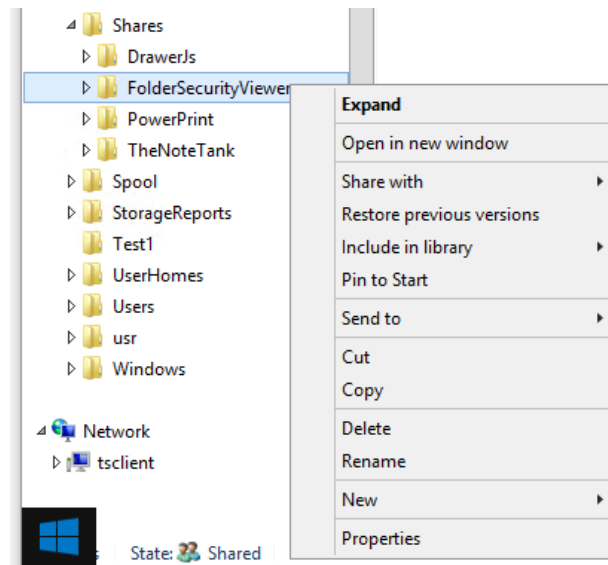 Shares
DrawerJs
FolderSecurityViewer
PowerPrint
TheNoteTank
Spool
StorageReports
Test1
UserHomes
Users
usr
Windows
Network
tsclient
State: Shared
Expand
Open in new window
Share with
Restore previous versions
Include in library
Pin to Start
Send to
Cut
Copy
Delete
Rename
New
Properties